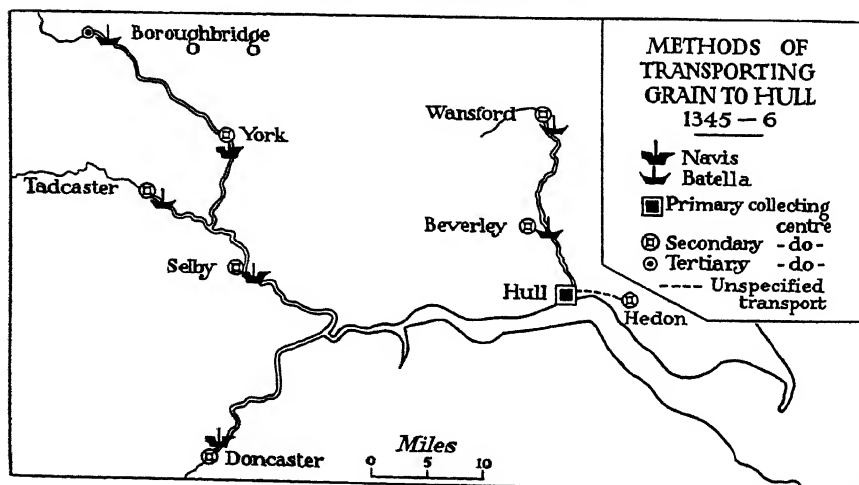 METHODS OF
TRANSPORTING
GRAIN TO HULL
1345 – 6
Navis
Batella
Primary collecting
centre
Secondary - do -
Tertiary - do -
Unspecified
transport
Boroughbridge
York
Wansford
Tadcaster
Beverley
Selby
Hull
Hedon
Doncaster
Miles
0 5 10